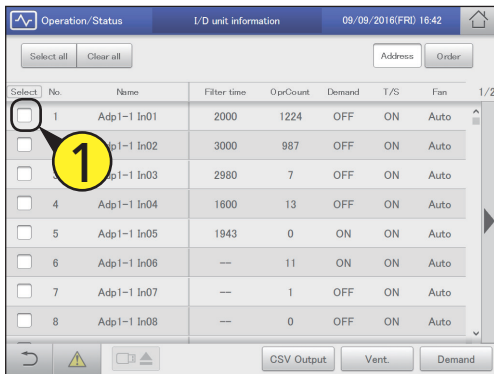 Operation/Status I/D unit information 09/09/2016(FRI) 16:42
Select all Clear all Address Order
Select No. Name Filter time OprCount Demand T/S Fan 1/2
1 Adp1-1 In01 2000 1224 OFF ON Auto
1
Adp1-1 In02 3000 987 OFF ON Auto
Adp1-1 In03 2980 7 OFF ON Auto
4 Adp1-1 In04 1600 13 OFF ON Auto
5 Adp1-1 In05 1943 0 ON ON Auto
6 Adp1-1 In06 -- 11 ON ON Auto
7 Adp1-1 In07 -- 1 OFF ON Auto
8 Adp1-1 In08 -- 0 OFF ON Auto
CSV Output Vent. Demand